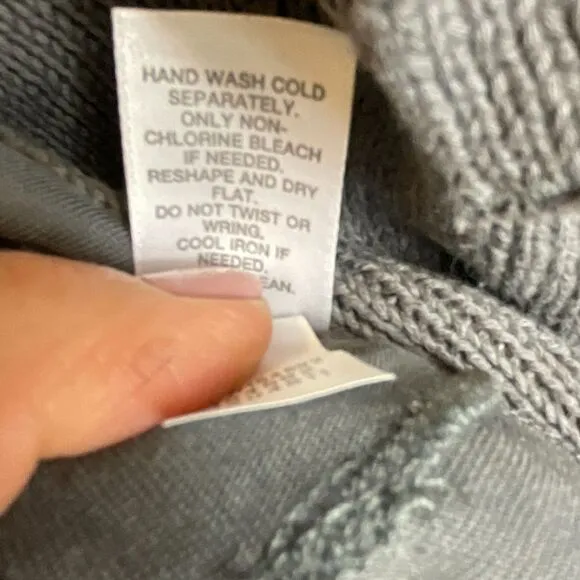 HAND WASH COLD
SEPARATELY.
ONLY NON-
CHLORINE BLEACH
IF NEEDED.
RESHAPE AND DRY
FLAT.
DO NOT TWIST OR
WRING.
COOL IRON IF
NEEDED.
EAN.